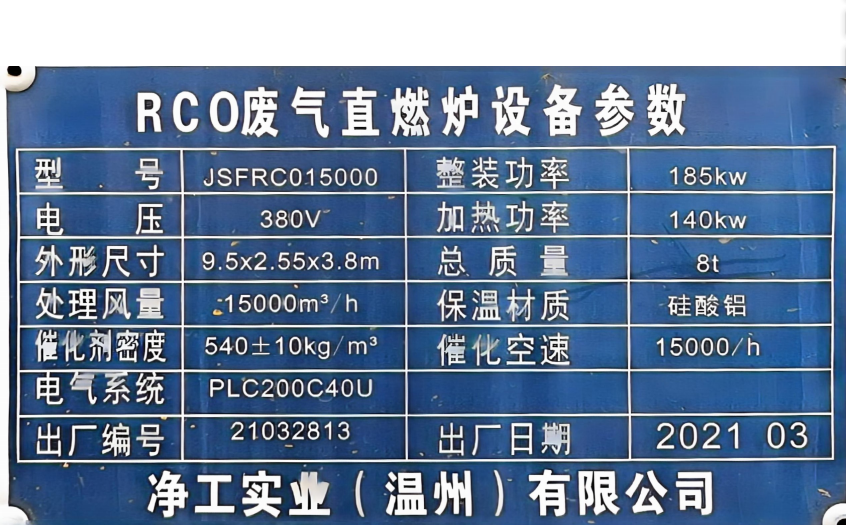 RCO废气直燃炉设备参数
型号 JSFRC015000 整装功率 185kw
电压 380V 加热功率 140kw
外形尺寸 9.5x2.55x3.8m 总质量 8t
处理风量 15000m³/h 保温材质 硅酸铝
催化剂密度 540±10kg/m³ 催化空速 15000/h
电气系统 PLC200C40U
出厂编号 21032813 出厂日期 2021 03
净工实业(温州)有限公司